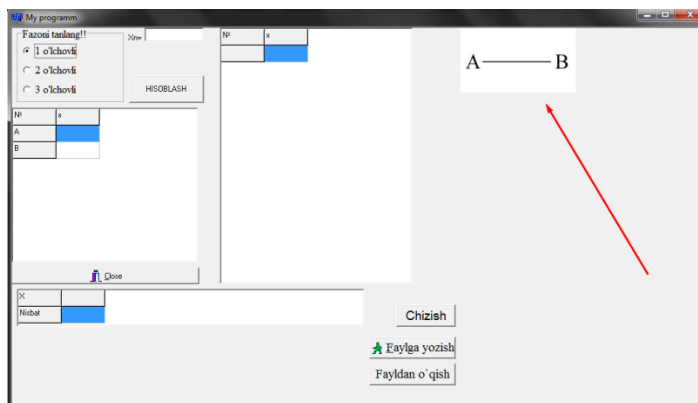 My programm
Fazoni tanlang!!
1 o'lchovli
2 o'lchovli
3 o'lchovli
HISOBLASH
Nº x
A
B
Close
Nº x
A B
X
Nisbat
Chizish
Faylga yozish
Fayldan o`qish